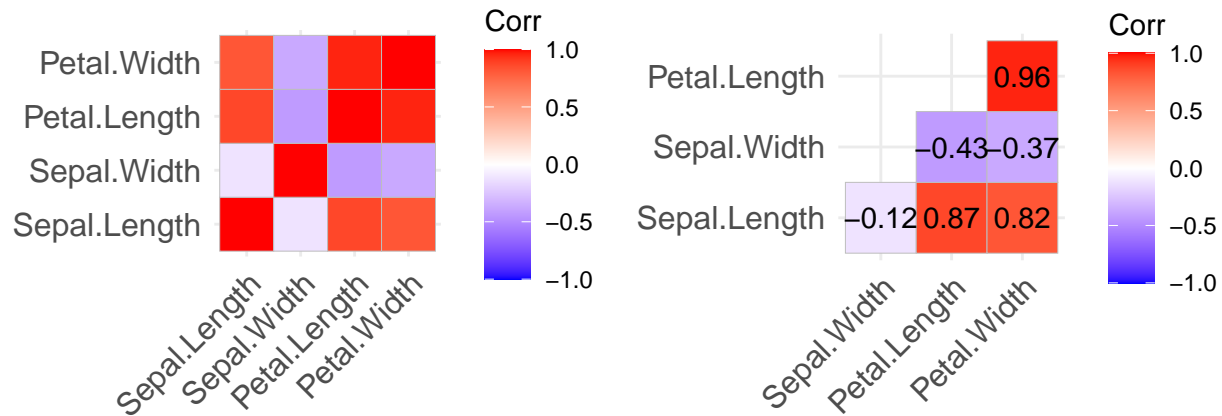 Corr
Petal.Width
Petal.Length
Sepal.Width
Sepal.Length
1.0
0.5
0.0
−0.5
−1.0
Sepal.Length
Sepal.Width
Petal.Length
Petal.Width
Corr
Petal.Length
0.96
Sepal.Width
−0.43 −0.37
Sepal.Length
−0.12 0.87 0.82
1.0
0.5
0.0
−0.5
−1.0
Sepal.Width
Petal.Length
Petal.Width